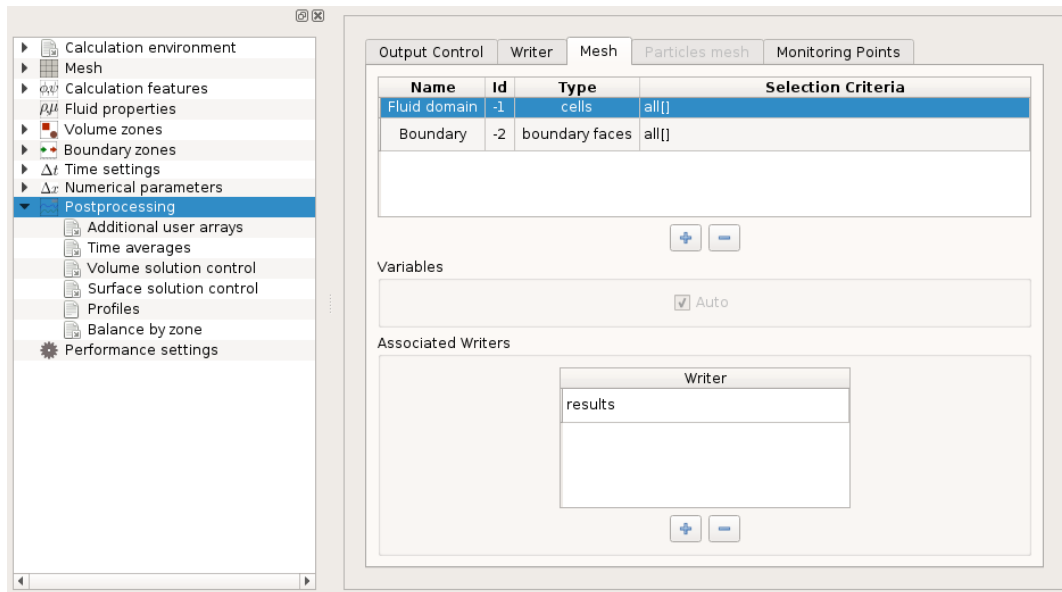 Calculation environment
Mesh
Calculation features
Fluid properties
Volume zones
Boundary zones
Δt Time settings
Δx Numerical parameters
Postprocessing
Additional user arrays
Time averages
Volume solution control
Surface solution control
Profiles
Balance by zone
Performance settings
Output Control Writer Mesh Particles mesh Monitoring Points
Name Id Type Selection Criteria
Fluid domain -1 cells all[]
Boundary -2 boundary faces all[]
Variables
Auto
Associated Writers
Writer
results